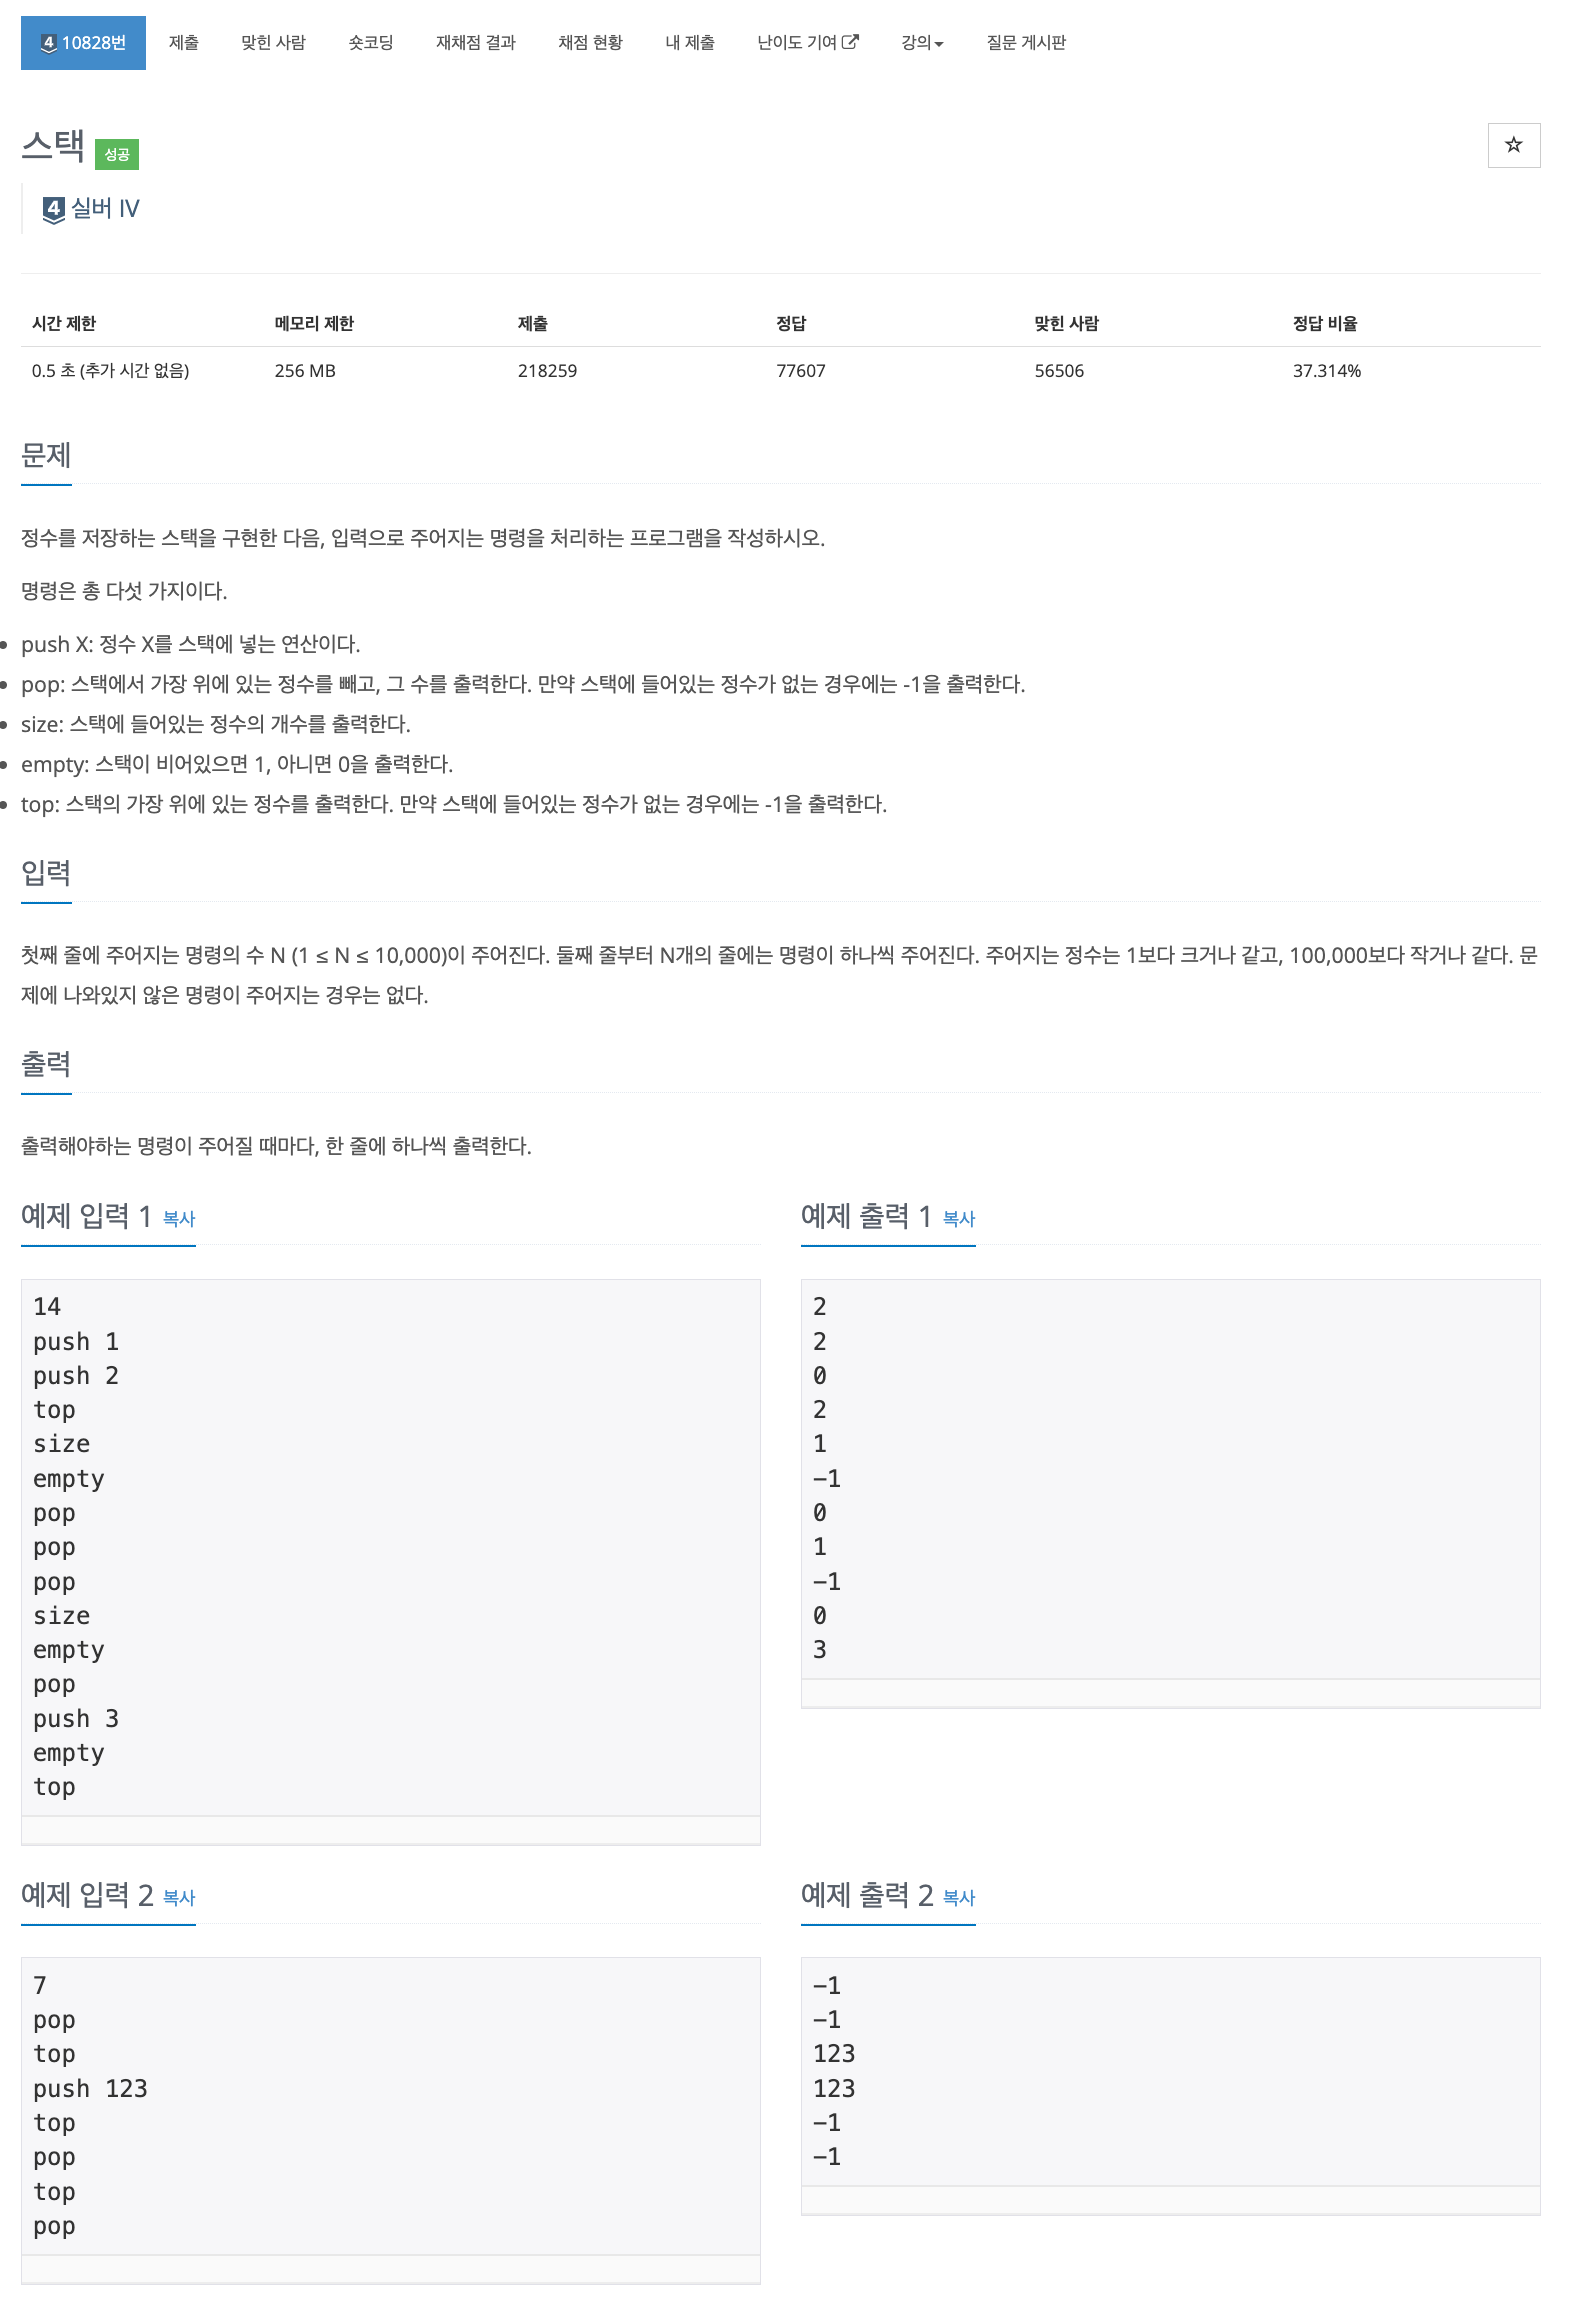 4 10828번 제출 맞힌 사람 숏코딩 재채점 결과 채점 현황 내 제출 난이도 기여 강의 질문 게시판
스택 성공
4 실버 IV
시간 제한 메모리 제한 제출 정답 맞힌 사람 정답 비율
0.5 초 (추가 시간 없음) 256 MB 218259 77607 56506 37.314%
문제
정수를 저장하는 스택을 구현한 다음, 입력으로 주어지는 명령을 처리하는 프로그램을 작성하시오.
명령은 총 다섯 가지이다.
push X: 정수 X를 스택에 넣는 연산이다.
pop: 스택에서 가장 위에 있는 정수를 빼고, 그 수를 출력한다. 만약 스택에 들어있는 정수가 없는 경우에는 -1을 출력한다.
size: 스택에 들어있는 정수의 개수를 출력한다.
empty: 스택이 비어있으면 1, 아니면 0을 출력한다.
top: 스택의 가장 위에 있는 정수를 출력한다. 만약 스택에 들어있는 정수가 없는 경우에는 -1을 출력한다.
입력
첫째 줄에 주어지는 명령의 수 N (1 ≤ N ≤ 10,000)이 주어진다. 둘째 줄부터 N개의 줄에는 명령이 하나씩 주어진다. 주어지는 정수는 1보다 크거나 같고, 100,000보다 작거나 같다. 문
제에 나와있지 않은 명령이 주어지는 경우는 없다.
출력
출력해야하는 명령이 주어질 때마다, 한 줄에 하나씩 출력한다.
예제 입력 1 복사
14
push 1
push 2
top
size
empty
pop
pop
pop
size
empty
pop
push 3
empty
top
예제 출력 1 복사
2
2
0
2
1
-1
0
1
-1
0
3
예제 입력 2 복사
7
pop
top
push 123
top
pop
top
pop
예제 출력 2 복사
-1
-1
123
123
-1
-1